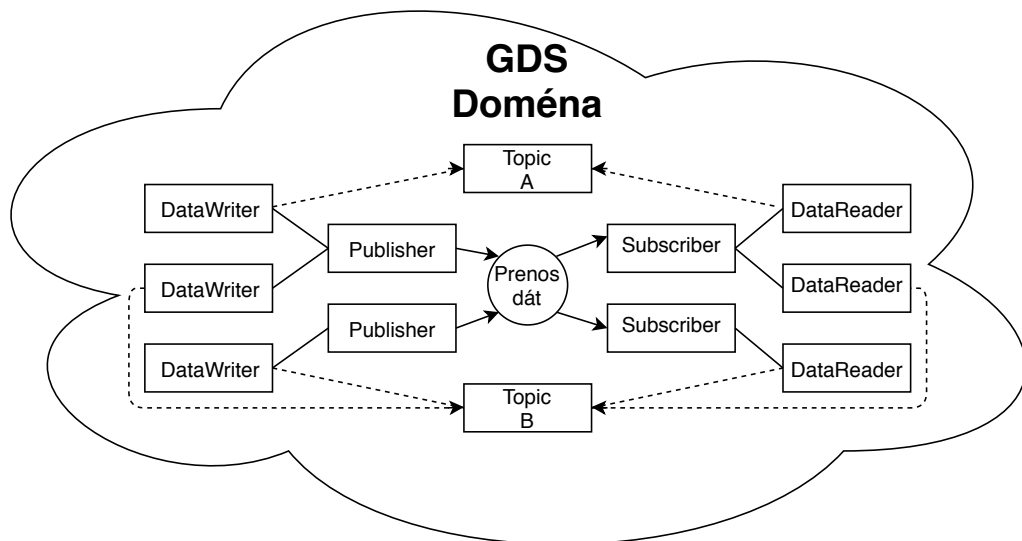 GDS
Doména
Topic
A
DataWriter
DataReader
Publisher
Subscriber
Prenos
dát
DataWriter
DataReader
Publisher
Subscriber
DataWriter
DataReader
Topic
B